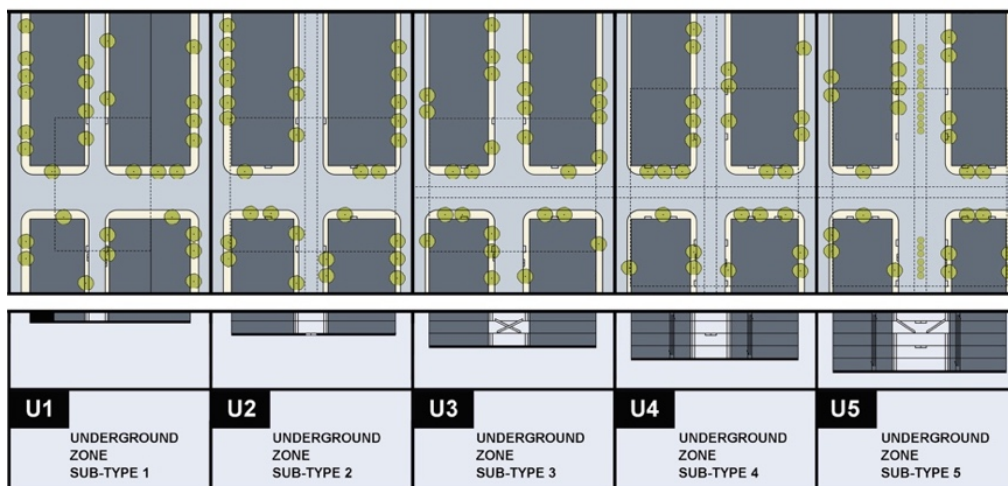 U1
UNDERGROUND
ZONE
SUB-TYPE 1
U2
UNDERGROUND
ZONE
SUB-TYPE 2
U3
UNDERGROUND
ZONE
SUB-TYPE 3
U4
UNDERGROUND
ZONE
SUB-TYPE 4
U5
UNDERGROUND
ZONE
SUB-TYPE 5